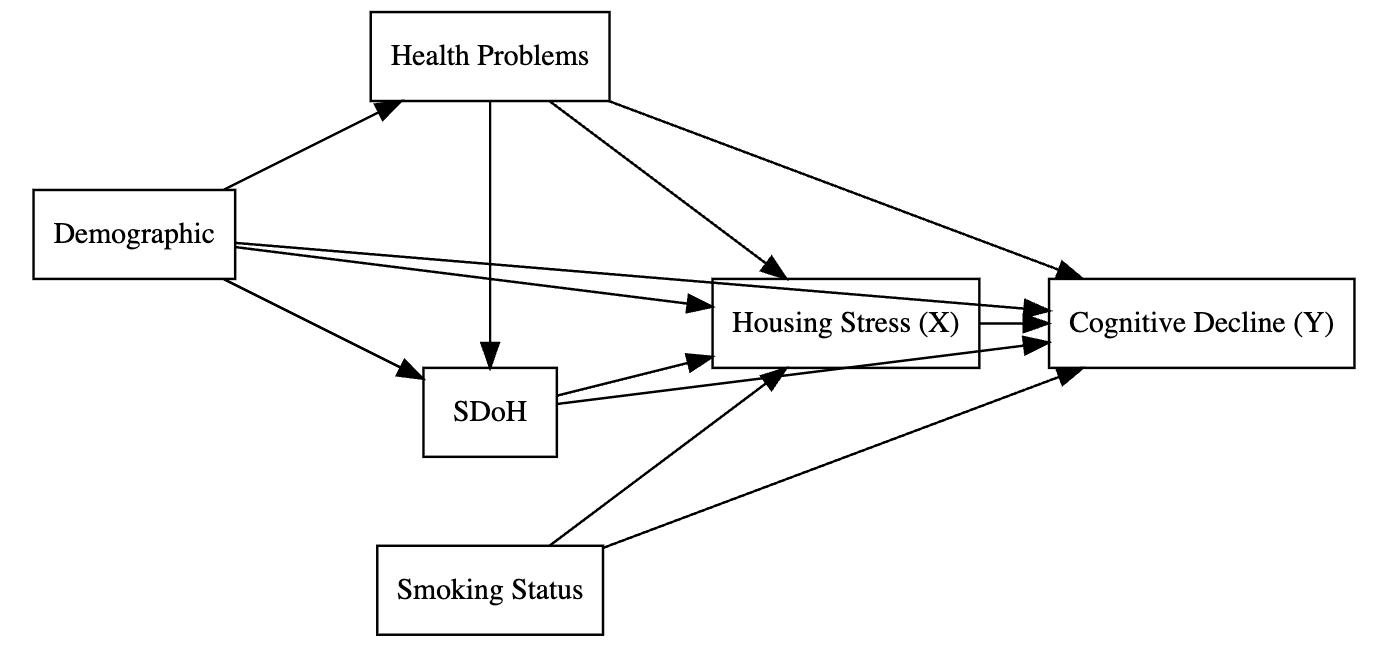 Health Problems
Demographic
Housing Stress (X)
Cognitive Decline (Y)
SDoH
Smoking Status